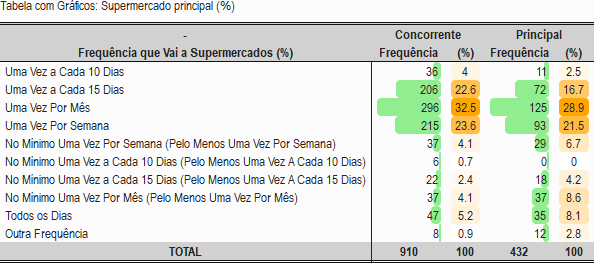 Tabela com Gráficos: Supermercado principal (%)
- Concorrente Principal
Frequência que Vai a Supermercados (%) Frequência (%) Frequência (%)
Uma Vez a Cada 10 Dias 36 4 11 2.5
Uma Vez a Cada 15 Dias 206 22.6 72 16.7
Uma Vez Por Mês 296 32.5 125 28.9
Uma Vez Por Semana 215 23.6 93 21.5
No Mínimo Uma Vez Por Semana (Pelo Menos Uma Vez Por Semana) 37 4.1 29 6.7
No Mínimo Uma Vez a Cada 10 Dias (Pelo Menos Uma Vez A Cada 10 Dias) 6 0.7 0 0
No Mínimo Uma Vez a Cada 15 Dias (Pelo Menos Uma Vez A Cada 15 Dias) 22 2.4 18 4.2
No Mínimo Uma Vez Por Mês (Pelo Menos Uma Vez Por Mês) 37 4.1 37 8.6
Todos os Dias 47 5.2 35 8.1
Outra Frequência 8 0.9 12 2.8
TOTAL 910 100 432 100